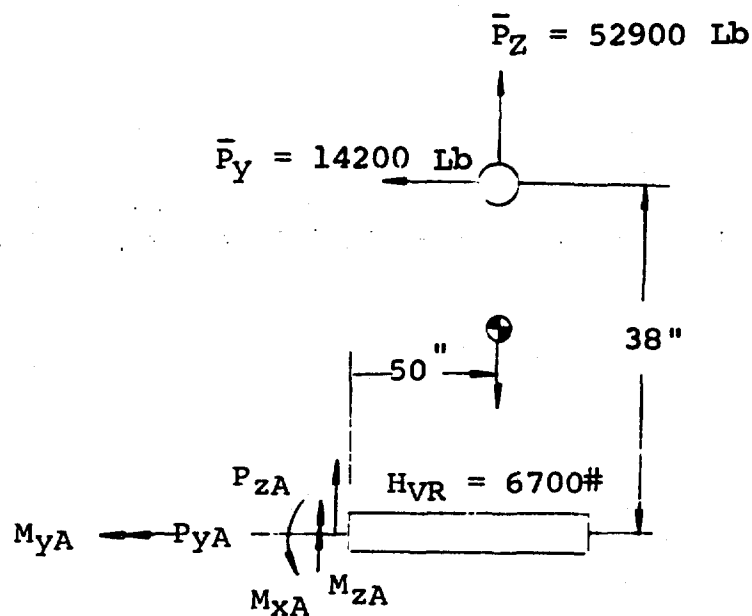 P̄Z = 52900 Lb
P̄y = 14200 Lb
38"
50"
PzA
HVR = 6700#
MyA
PyA
MxA
MzA